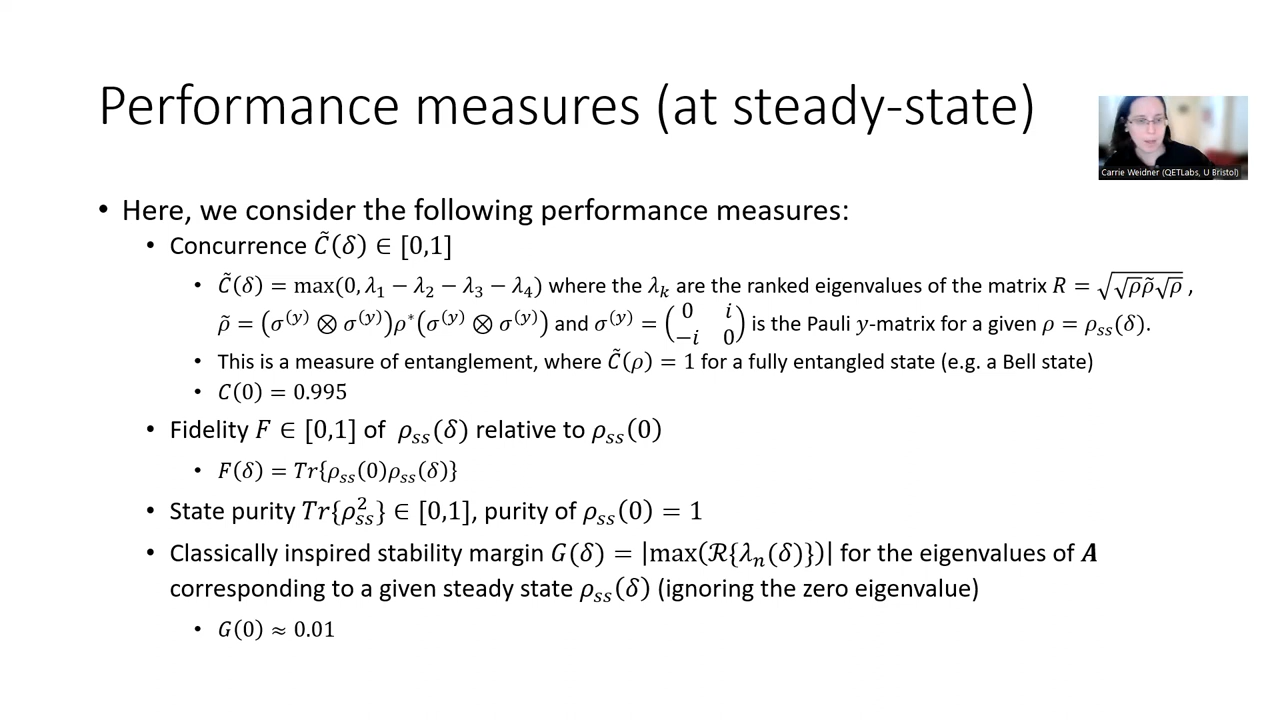 Performance measures (at steady-state)
Carrie Weidner (QETLabs, U Bristol)
• Here, we consider the following performance measures:
• Concurrence C̃(δ) ∈ [0,1]
• C̃(δ) = max(0, λ₁ − λ₂ − λ₃ − λ₄) where the λₖ are the ranked eigenvalues of the matrix R = √(√ρ ρ̃ √ρ) ,
ρ̃ = (σ⁽ʸ⁾ ⊗ σ⁽ʸ⁾)ρ*(σ⁽ʸ⁾ ⊗ σ⁽ʸ⁾) and σ⁽ʸ⁾ = (0 i; −i 0) is the Pauli y-matrix for a given ρ = ρ_ss(δ).
• This is a measure of entanglement, where C̃(ρ) = 1 for a fully entangled state (e.g. a Bell state)
• C(0) = 0.995
• Fidelity F ∈ [0,1] of ρ_ss(δ) relative to ρ_ss(0)
• F(δ) = Tr{ρ_ss(0)ρ_ss(δ)}
• State purity Tr{ρ_ss²} ∈ [0,1], purity of ρ_ss(0) = 1
• Classically inspired stability margin G(δ) = |max(ℛ{λₙ(δ)})| for the eigenvalues of A
corresponding to a given steady state ρ_ss(δ) (ignoring the zero eigenvalue)
• G(0) ≈ 0.01